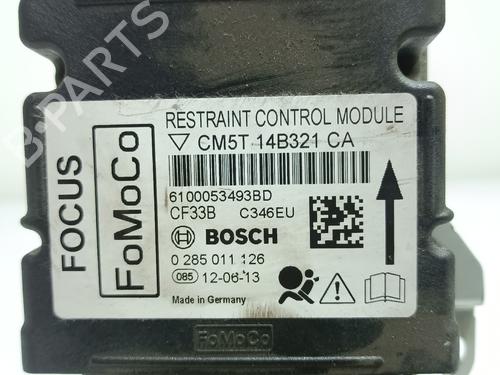 FOCUS
FoMoCo
RESTRAINT CONTROL MODULE
CM5T 14B321 CA
6100053493BD
CF33B C346EU
BOSCH
0 285 011 126
085 12-06-13
Made in Germany
FoMoCo
B-PARTS